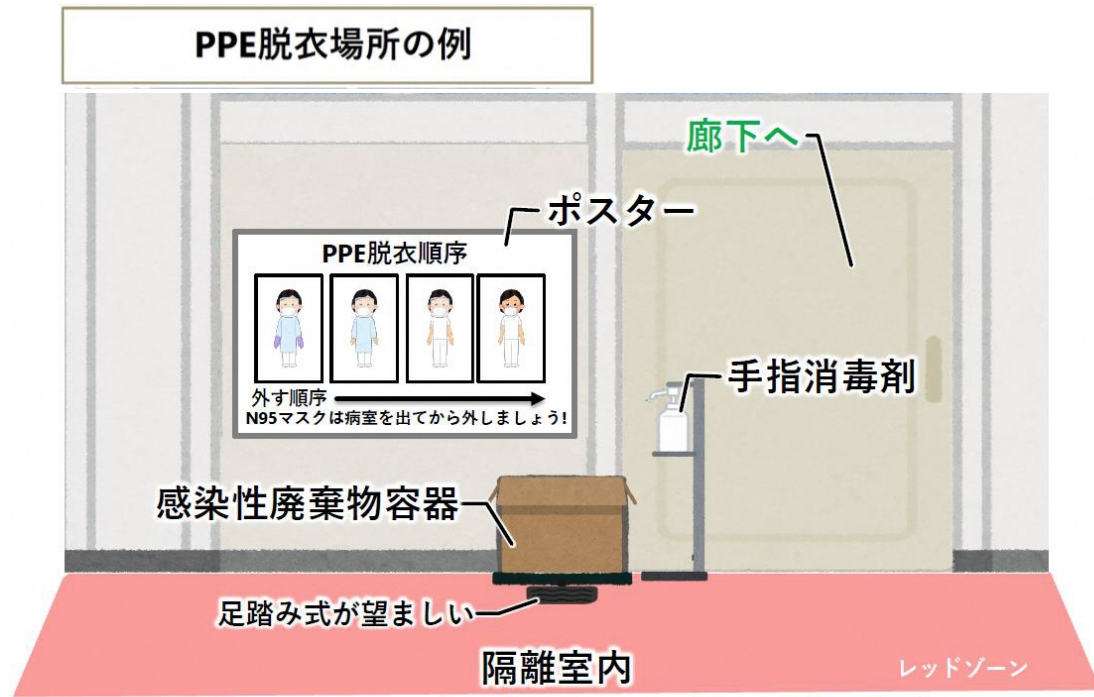 PPE脱衣場所の例
廊下へ
ポスター
PPE脱衣順序
外す順序
N95マスクは病室を出てから外しましょう!
手指消毒剤
感染性廃棄物容器
足踏み式が望ましい
隔離室内
レッドゾーン